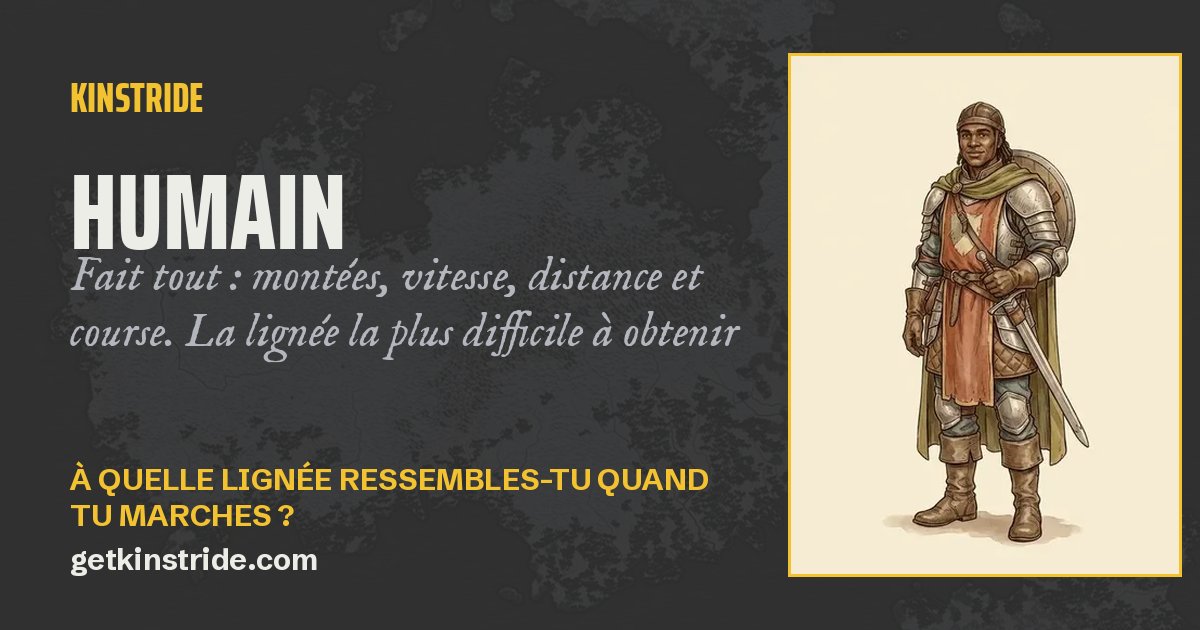 KINSTRIDE
HUMAIN
Fait tout : montées, vitesse, distance et
course. La lignée la plus difficile à obtenir
À QUELLE LIGNÉE RESSEMBLES-TU QUAND
TU MARCHES ?
getkinstride.com